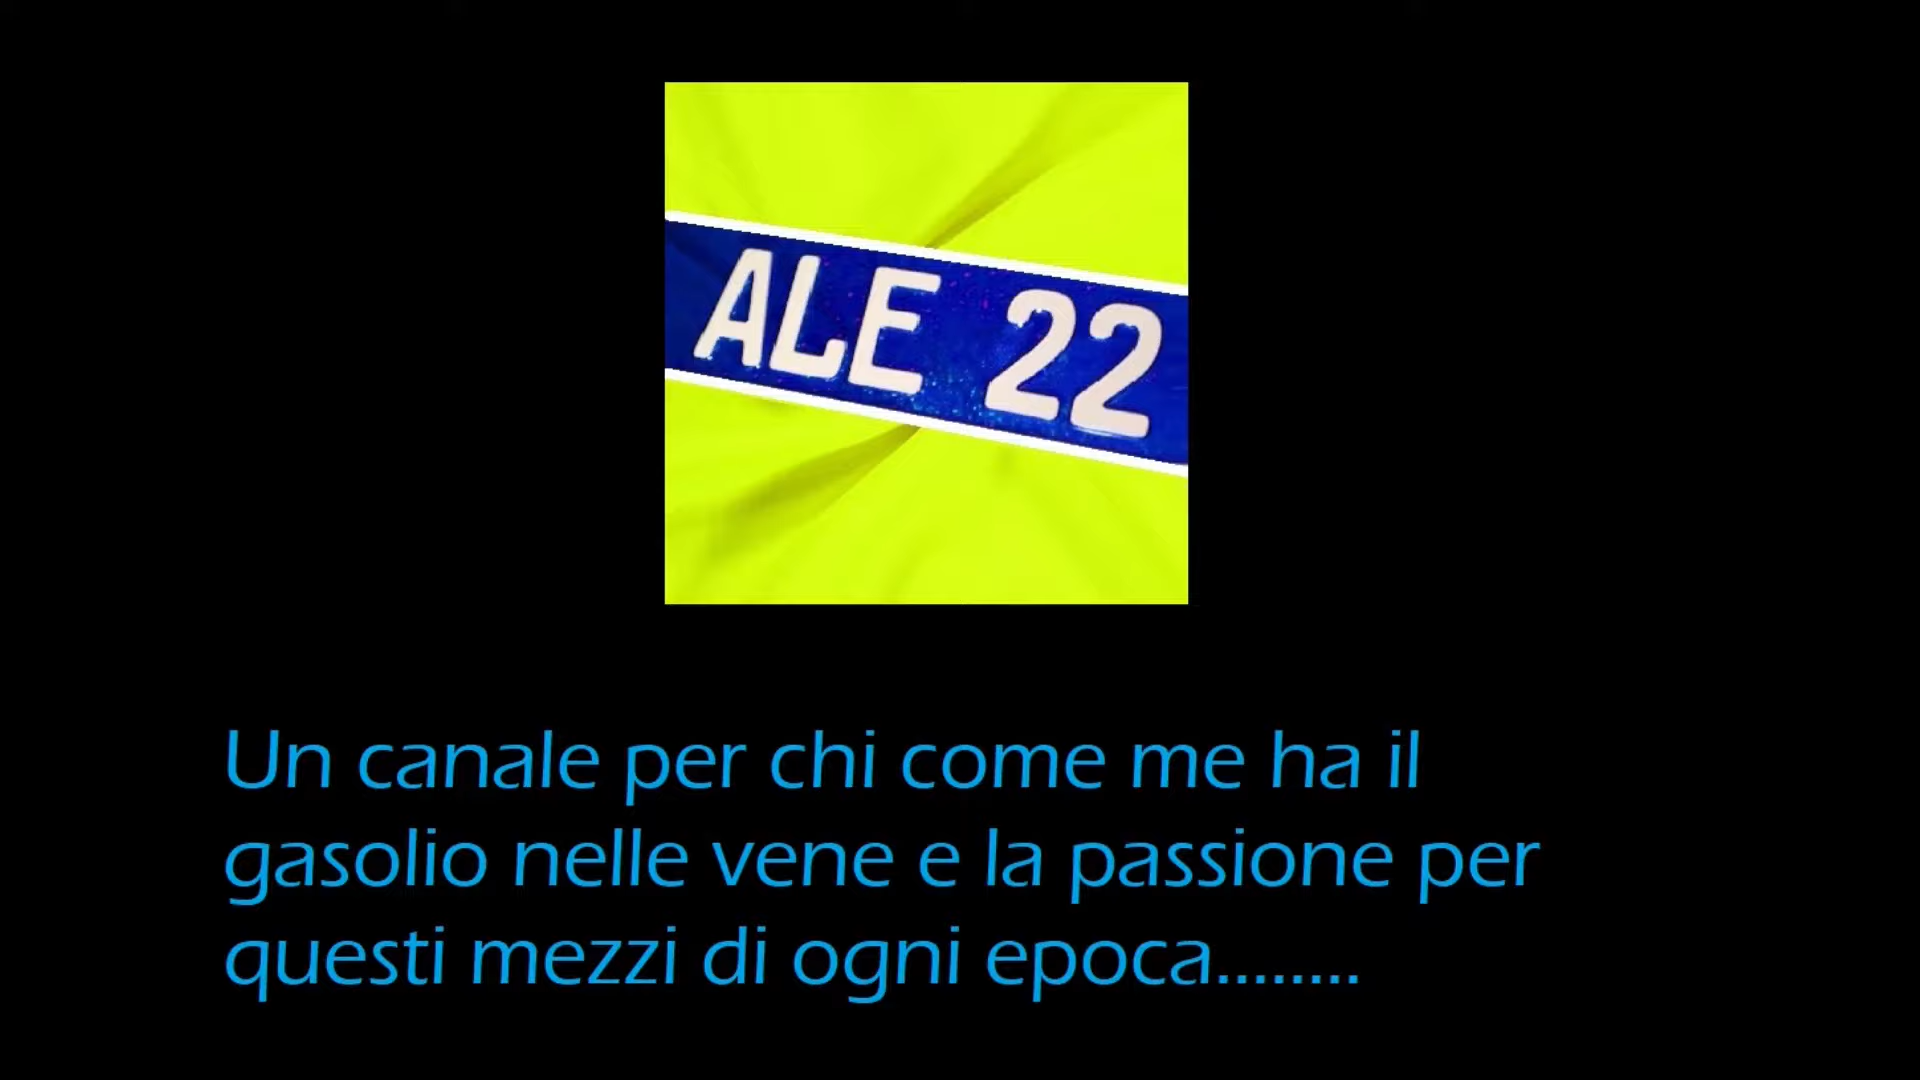 ALE 22
Un canale per chi come me ha il
gasolio nelle vene e la passione per
questi mezzi di ogni epoca........